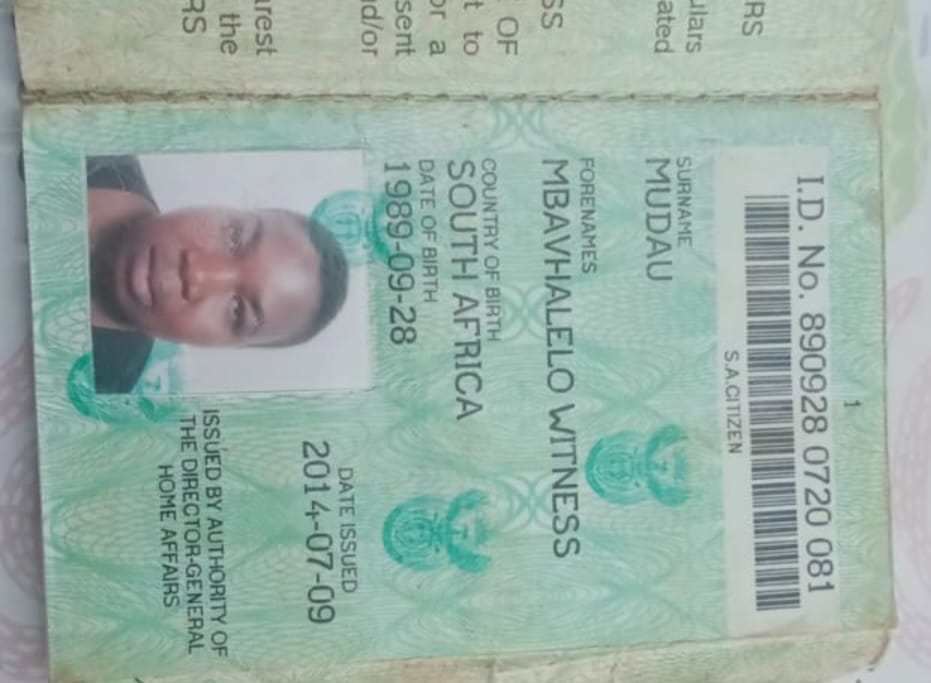 RS
ulars
ated
SS
OF
t to
or a
sent
nd/or
arest
the
RS
1
I.D. No. 890928 0720 081
S.A.CITIZEN
SURNAME
MUDAU
FORENAMES
MBAVHALELO WITNESS
COUNTRY OF BIRTH
SOUTH AFRICA
DATE OF BIRTH
1989-09-28
DATE ISSUED
2014-07-09
ISSUED BY AUTHORITY OF
THE DIRECTOR-GENERAL
HOME AFFAIRS